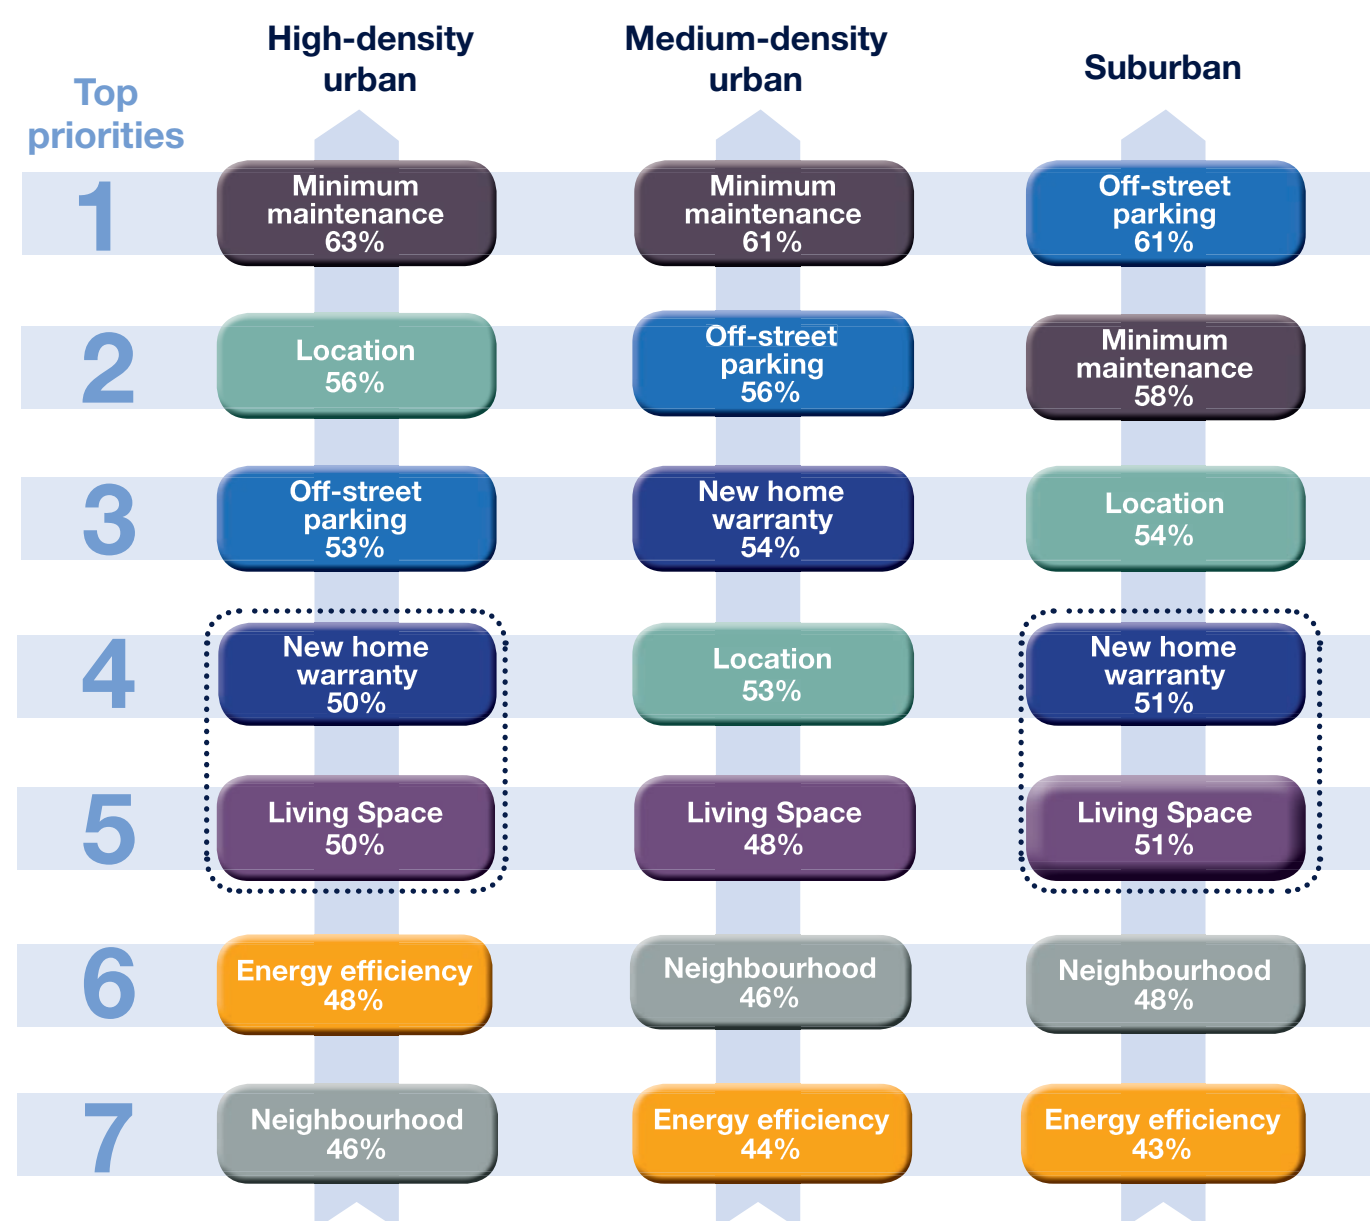 High-density
urban
Medium-density
urban
Suburban
Top
priorities
1
Minimum
maintenance
63%
Minimum
maintenance
61%
Off-street
parking
61%
2
Location
56%
Off-street
parking
56%
Minimum
maintenance
58%
3
Off-street
parking
53%
New home
warranty
54%
Location
54%
4
New home
warranty
50%
Location
53%
New home
warranty
51%
5
Living Space
50%
Living Space
48%
Living Space
51%
6
Energy efficiency
48%
Neighbourhood
46%
Neighbourhood
48%
7
Neighbourhood
46%
Energy efficiency
44%
Energy efficiency
43%